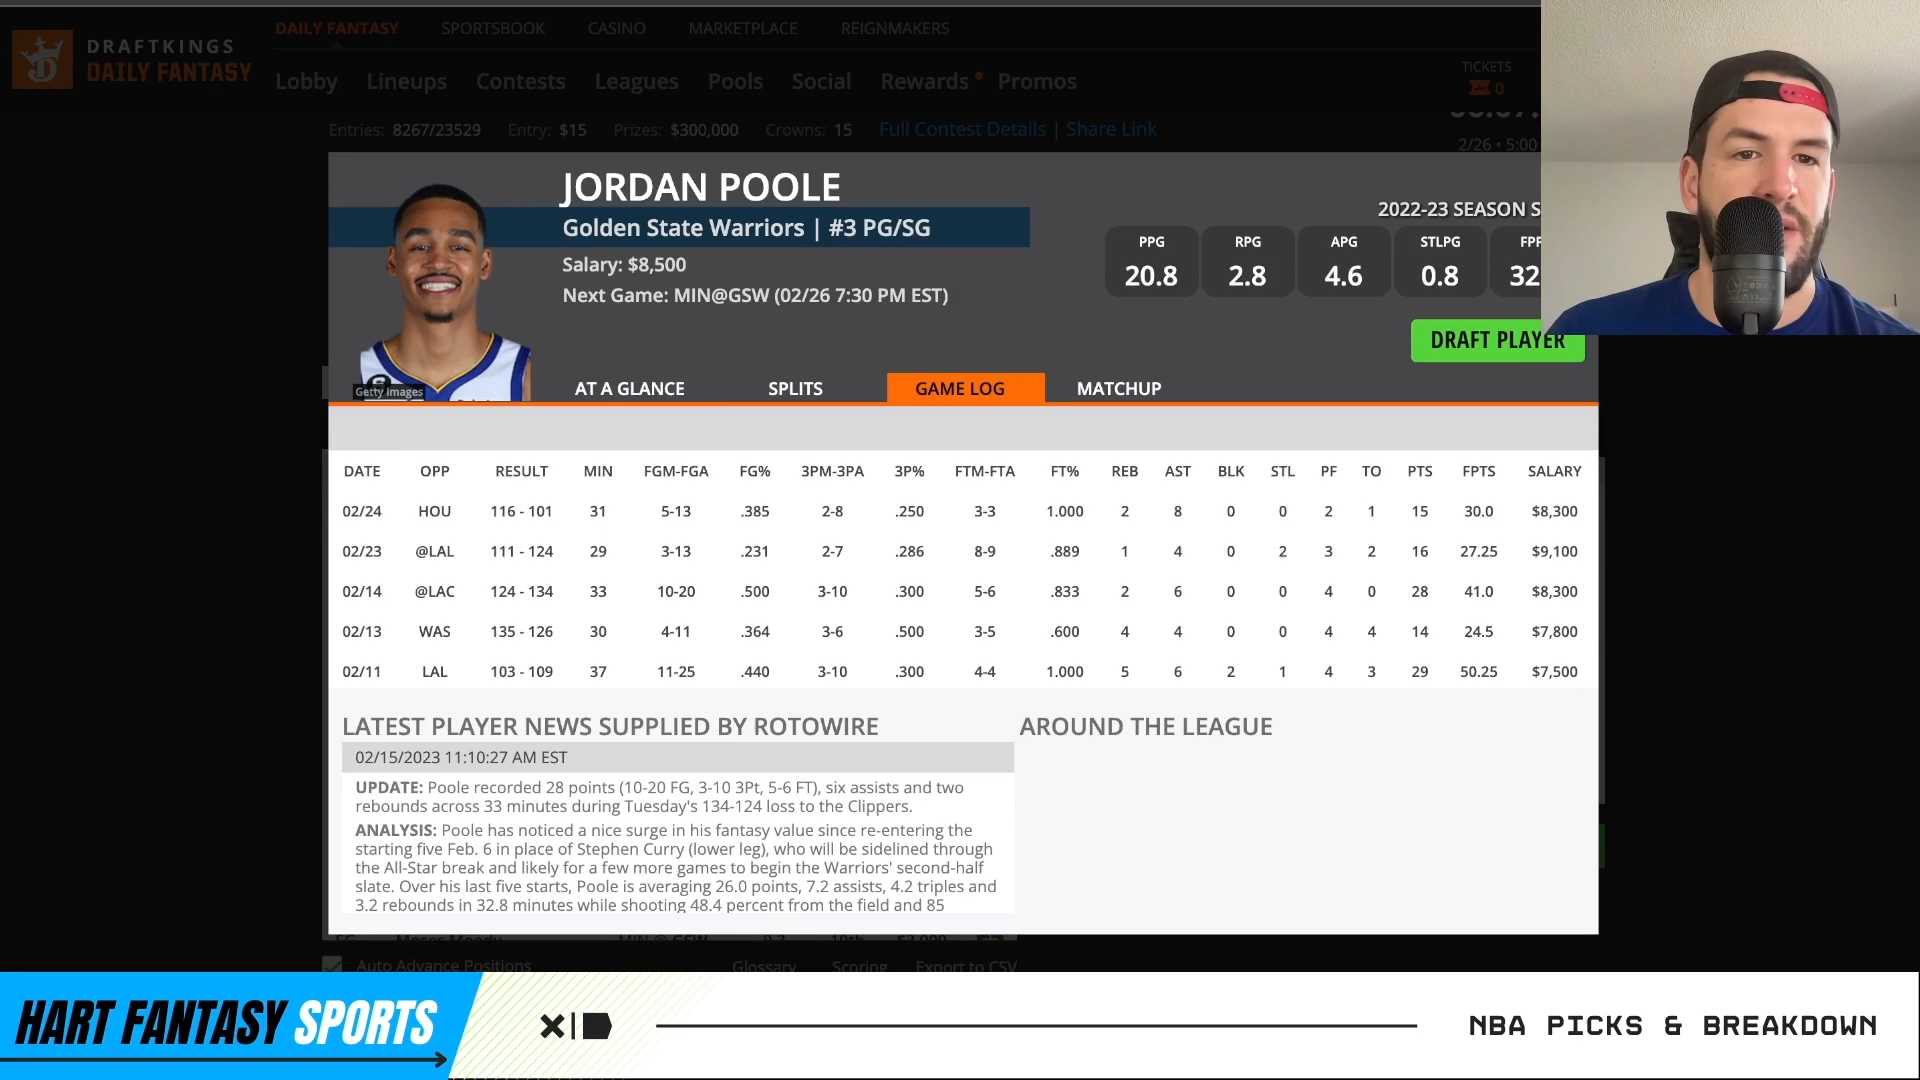 DRAFTKINGS
DAILY FANTASY
DAILY FANTASY SPORTSBOOK CASINO MARKETPLACE REIGNMAKERS
Lobby Lineups Contests Leagues Pools Social Rewards Promos
TICKETS
0
Entries: 8267/23529 Entry: $15 Prizes: $300,000 Crowns: 15 Full Contest Details | Share Link
2/26 • 5:00
JORDAN POOLE
Golden State Warriors | #3 PG/SG
Salary: $8,500
Next Game: MIN@GSW (02/26 7:30 PM EST)
2022-23 SEASON S
PPG RPG APG STLPG FPP
20.8 2.8 4.6 0.8 32
DRAFT PLAYER
Getty Images
AT A GLANCE SPLITS GAME LOG MATCHUP
DATE OPP RESULT MIN FGM-FGA FG% 3PM-3PA 3P% FTM-FTA FT% REB AST BLK STL PF TO PTS FPTS SALARY
02/24 HOU 116 - 101 31 5-13 .385 2-8 .250 3-3 1.000 2 8 0 0 2 1 15 30.0 $8,300
02/23 @LAL 111 - 124 29 3-13 .231 2-7 .286 8-9 .889 1 4 0 2 3 2 16 27.25 $9,100
02/14 @LAC 124 - 134 33 10-20 .500 3-10 .300 5-6 .833 2 6 0 0 4 0 28 41.0 $8,300
02/13 WAS 135 - 126 30 4-11 .364 3-6 .500 3-5 .600 4 4 0 0 4 4 14 24.5 $7,800
02/11 LAL 103 - 109 37 11-25 .440 3-10 .300 4-4 1.000 5 6 2 1 4 3 29 50.25 $7,500
LATEST PLAYER NEWS SUPPLIED BY ROTOWIRE
AROUND THE LEAGUE
02/15/2023 11:10:27 AM EST
UPDATE: Poole recorded 28 points (10-20 FG, 3-10 3Pt, 5-6 FT), six assists and two
rebounds across 33 minutes during Tuesday's 134-124 loss to the Clippers.
ANALYSIS: Poole has noticed a nice surge in his fantasy value since re-entering the
starting five Feb. 6 in place of Stephen Curry (lower leg), who will be sidelined through
the All-Star break and likely for a few more games to begin the Warriors' second-half
slate. Over his last five starts, Poole is averaging 26.0 points, 7.2 assists, 4.2 triples and
3.2 rebounds in 32.8 minutes while shooting 48.4 percent from the field and 85
Auto Advance Positions Glossary Scoring Export to CSV
HART FANTASY SPORTS
NBA PICKS & BREAKDOWN